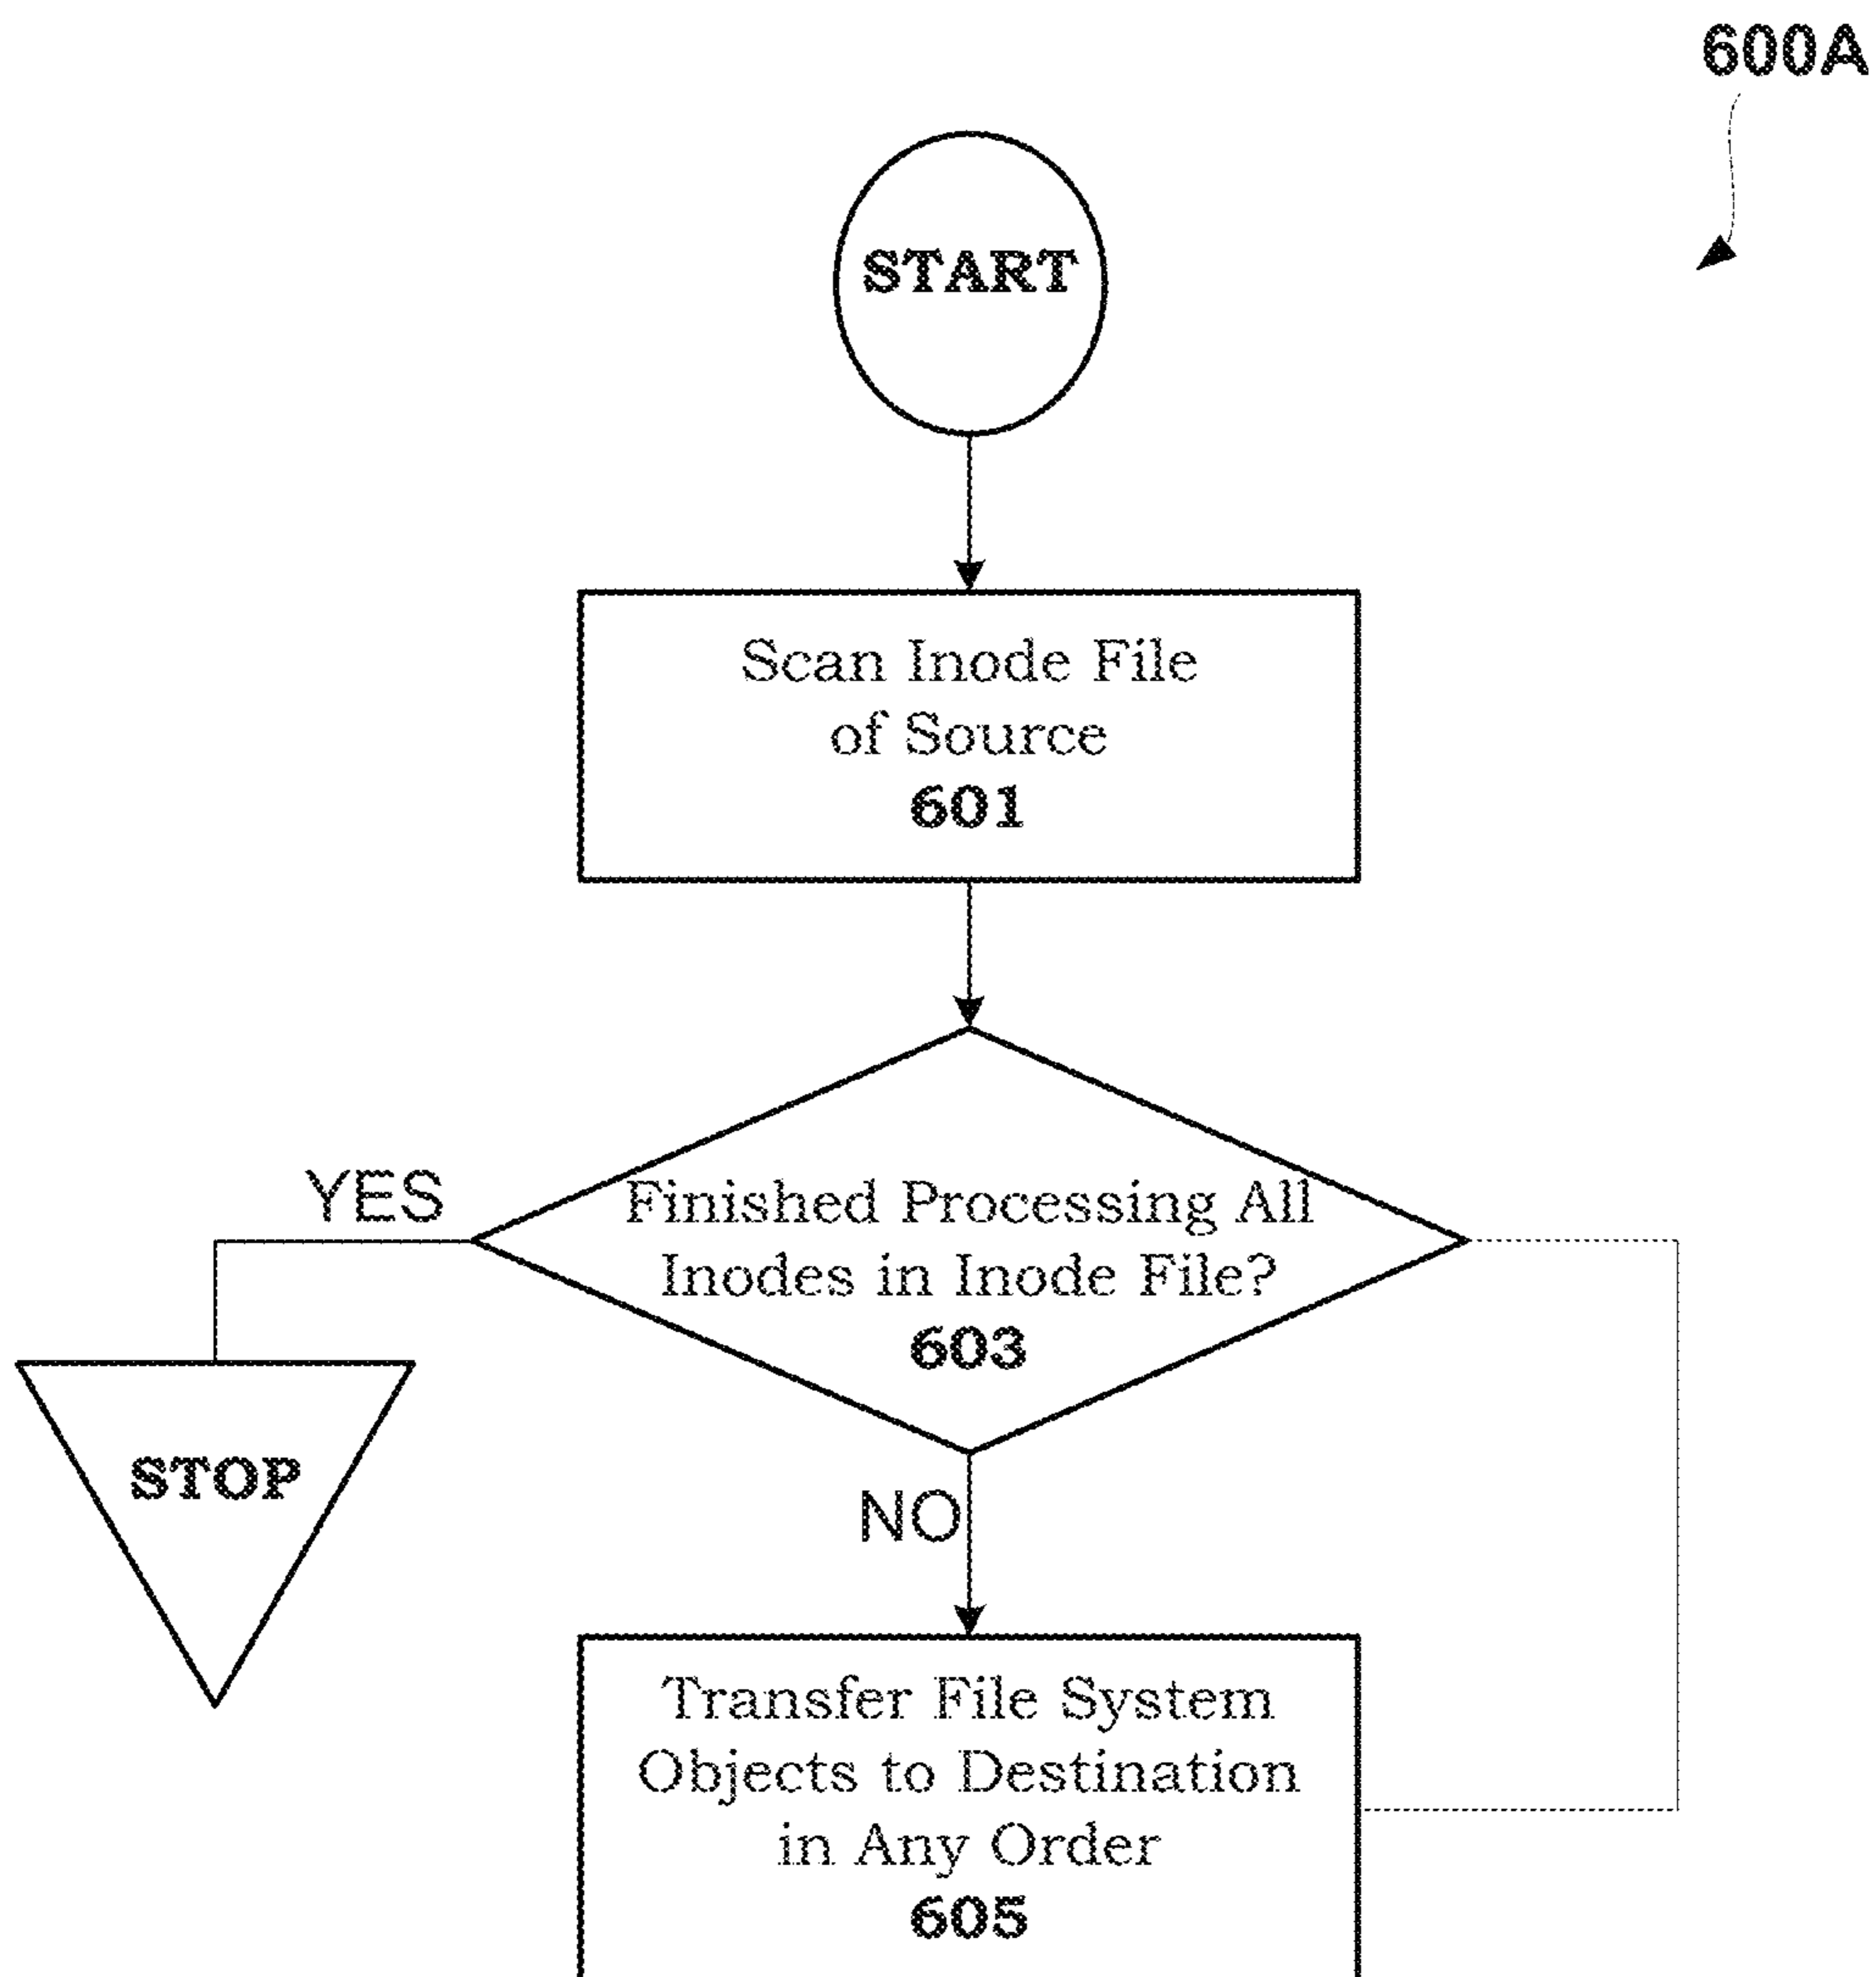 600A
START
Scan Inode File
of Source
601
Finished Processing All
Inodes in Inode File?
603
YES
STOP
NO
Transfer File System
Objects to Destination
in Any Order
605